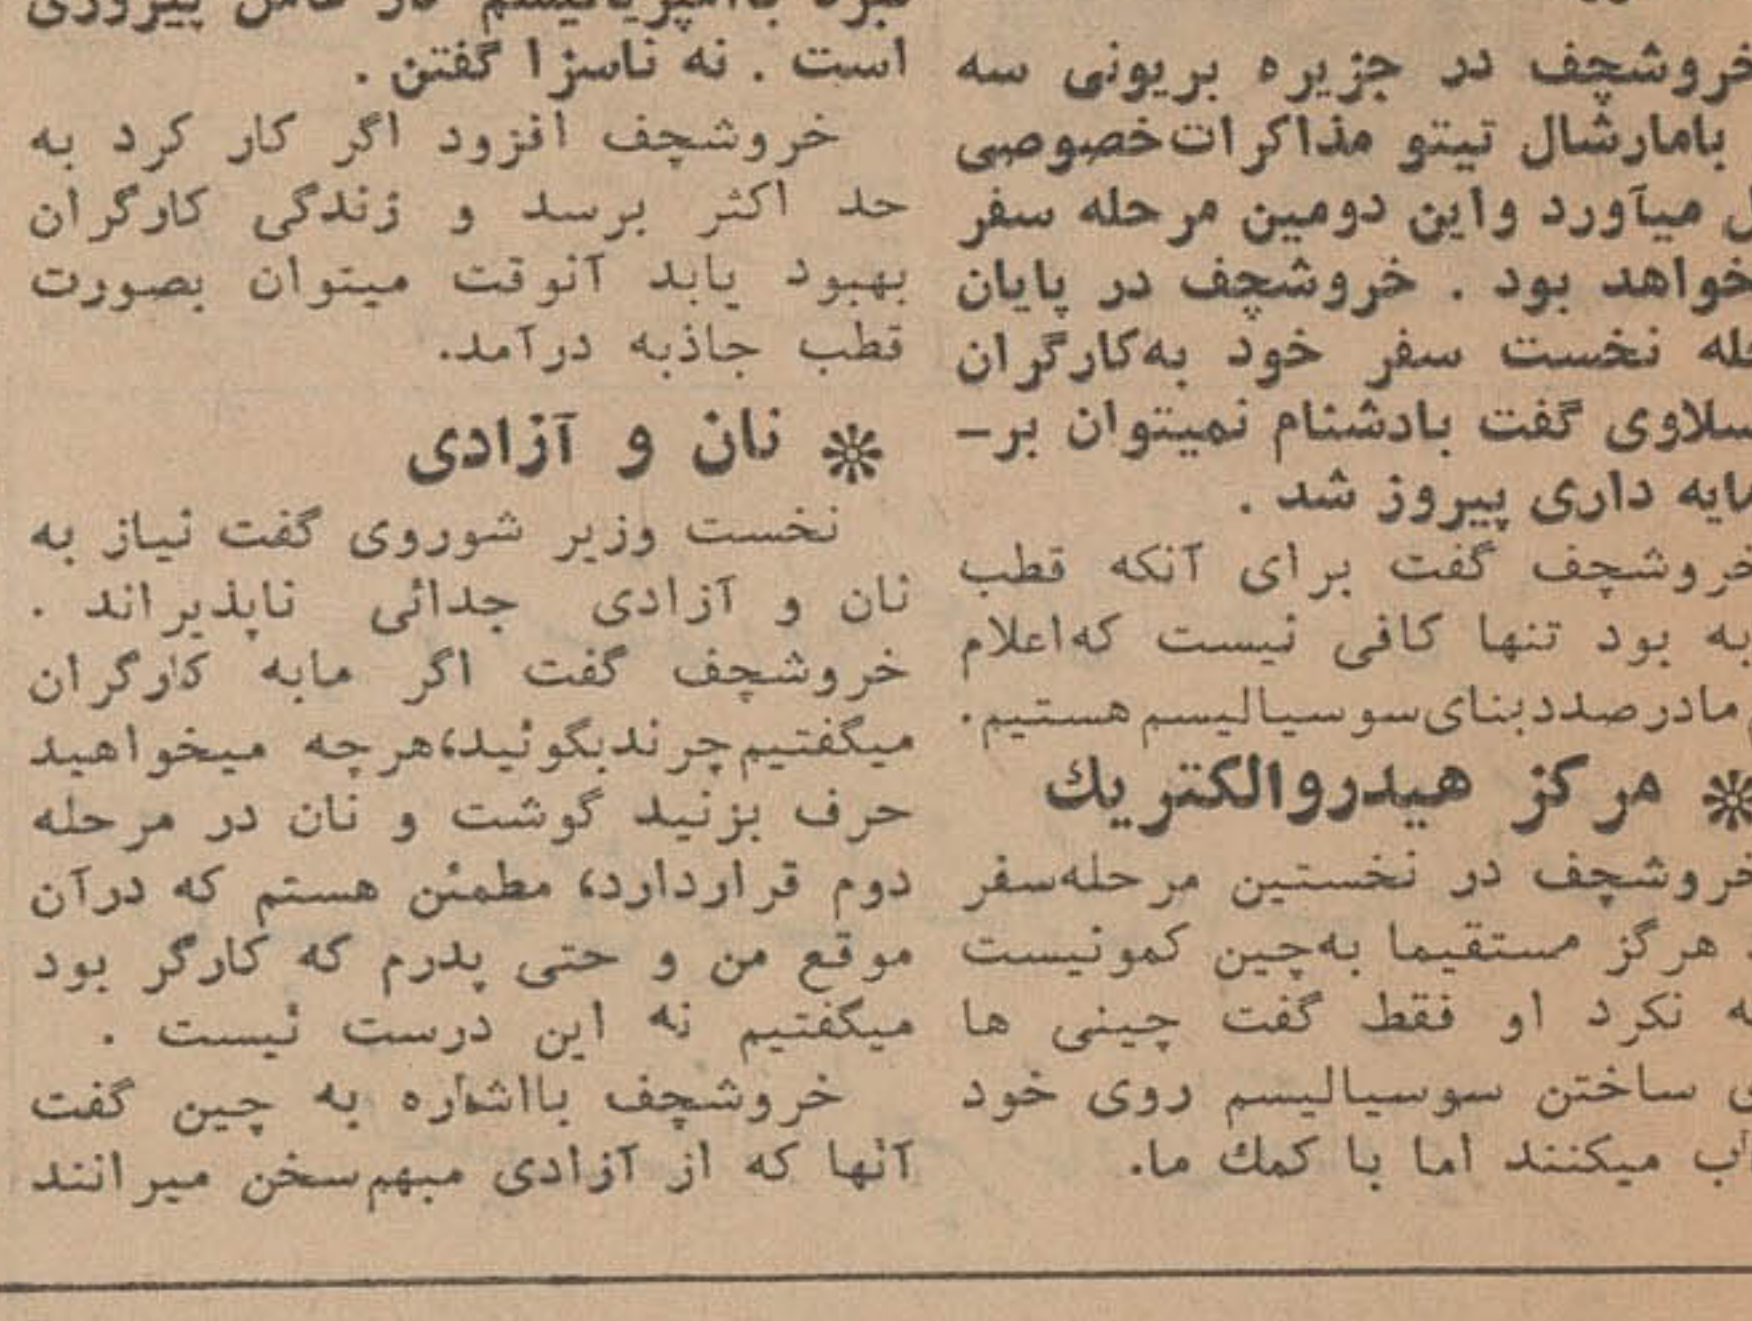 خروشچف در جزیره بریونی سه
بامارشال تیتو مذاکرات‌خصوصی
میآورد واین دومین مرحله سفر
خواهد بود . خروشچف در پایان
نخست سفر خود به‌کارگران
گفت بادشنام نمیتوان بر–
داری پیروز شد .
خروشچف گفت برای آنکه قطب
بود تنها کافی نیست که‌اعلام
مادرصددبنای‌سوسیالیسم هستیم.
❊ مرکز هیدروالکتریك
خروشچف در نخستین مرحله‌سفر
هرگز مستقیما به‌چین کمونیست
نکرد او فقط گفت چینی ها
ساختن سوسیالیسم روی خود
میکنند اما با کمك ما.
است . نه ناسزا گفتن .
خروشچف افزود اگر کار کرد به
حد اکثر برسد و زندگی کارگران
بهبود یابد آنوقت میتوان بصورت
قطب جاذبه درآمد.
❊ نان و آزادی
نخست وزیر شوروی گفت نیاز به
نان و آزادی جدائی ناپذیراند .
خروشچف گفت اگر مابه کارگران
میگفتیم‌چرندبگوئید،هرچه میخواهید
حرف بزنید گوشت و نان در مرحله
دوم قراردارد، مطمئن هستم که درآن
موقع من و حتی پدرم که کارگر بود
میگفتیم نه این درست نیست .
خروشچف بااشاره به چین گفت
آنها که از آزادی مبهم‌سخن میرانند